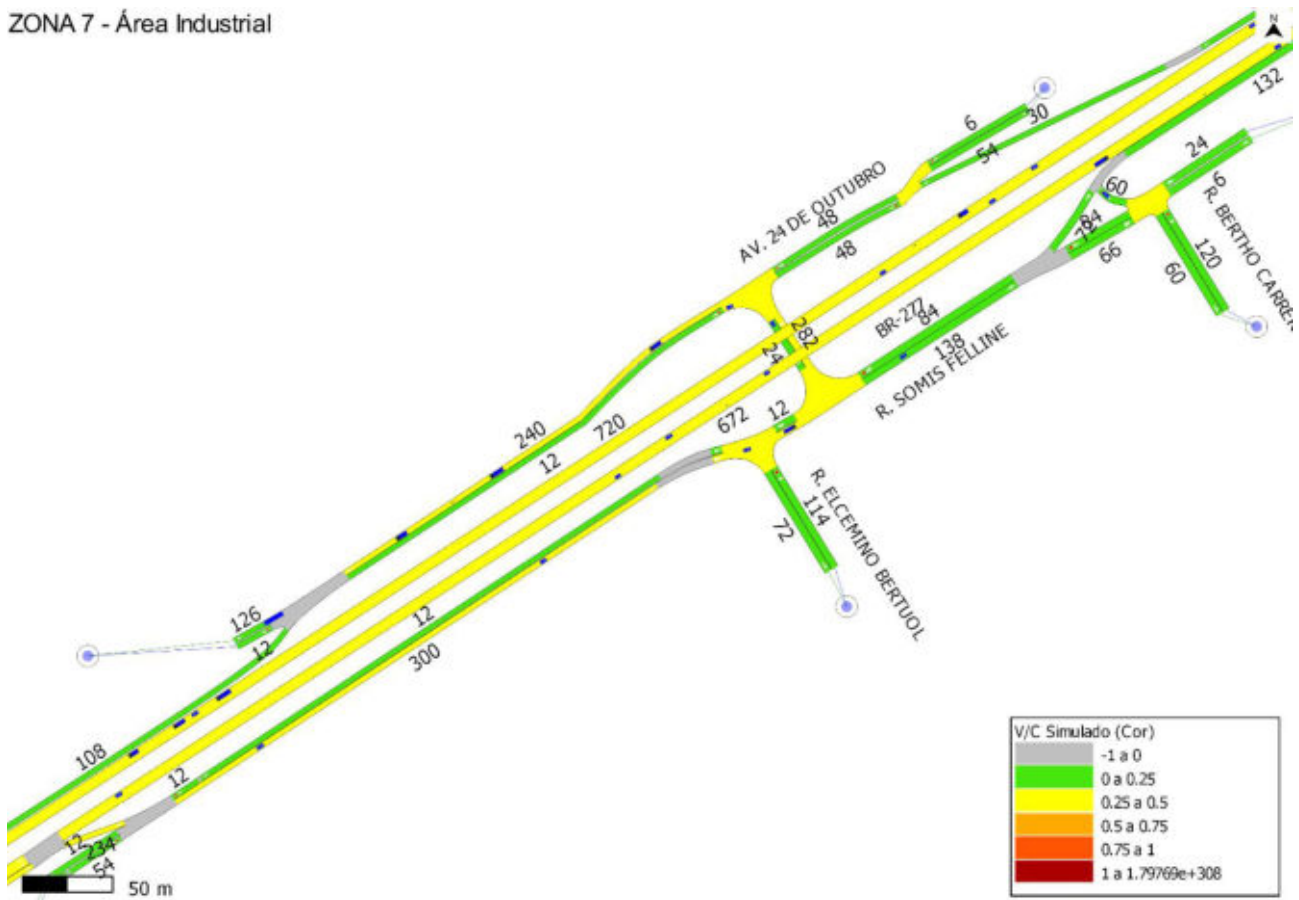 ZONA 7 - Área Industrial
N
132
6
30
54
24
6
60
R. BERTHO CARREN
AV. 24 DE OUTUBRO
48
48
84
72
66
120
60
BR-277
84
138
R. SOMIS FELLINE
282
24
240
720
12
672
12
R. ELCEMINO BERTUOL
114
72
126
12
12
300
108
12
12
234
54
50 m
V/C Simulado (Cor)
-1 a 0
0 a 0.25
0.25 a 0.5
0.5 a 0.75
0.75 a 1
1 a 1.79769e+308